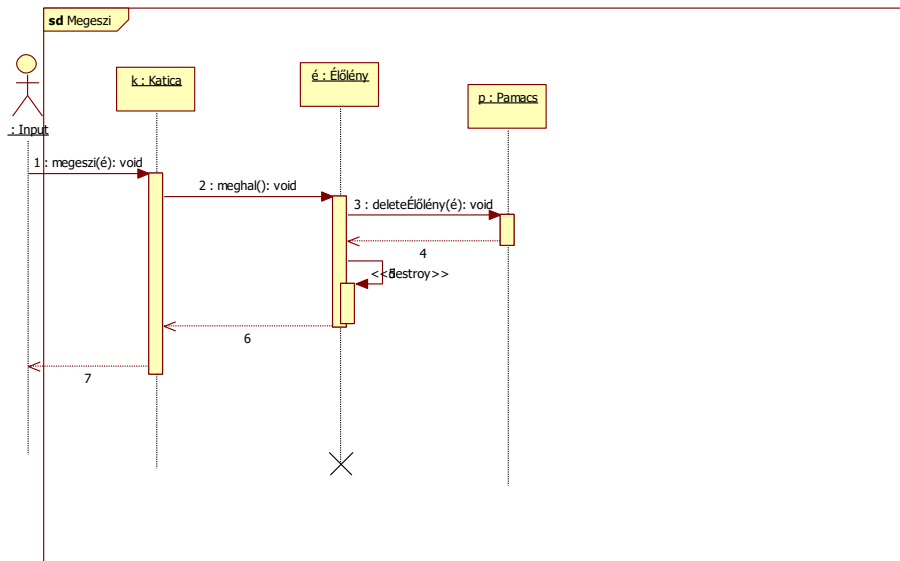 sd Megeszi
k : Katica
é : Élőlény
p : Pamacs
: Input
1 : megeszi(é): void
2 : meghal(): void
3 : deleteÉlőlény(é): void
4
5
<<destroy>>
6
7